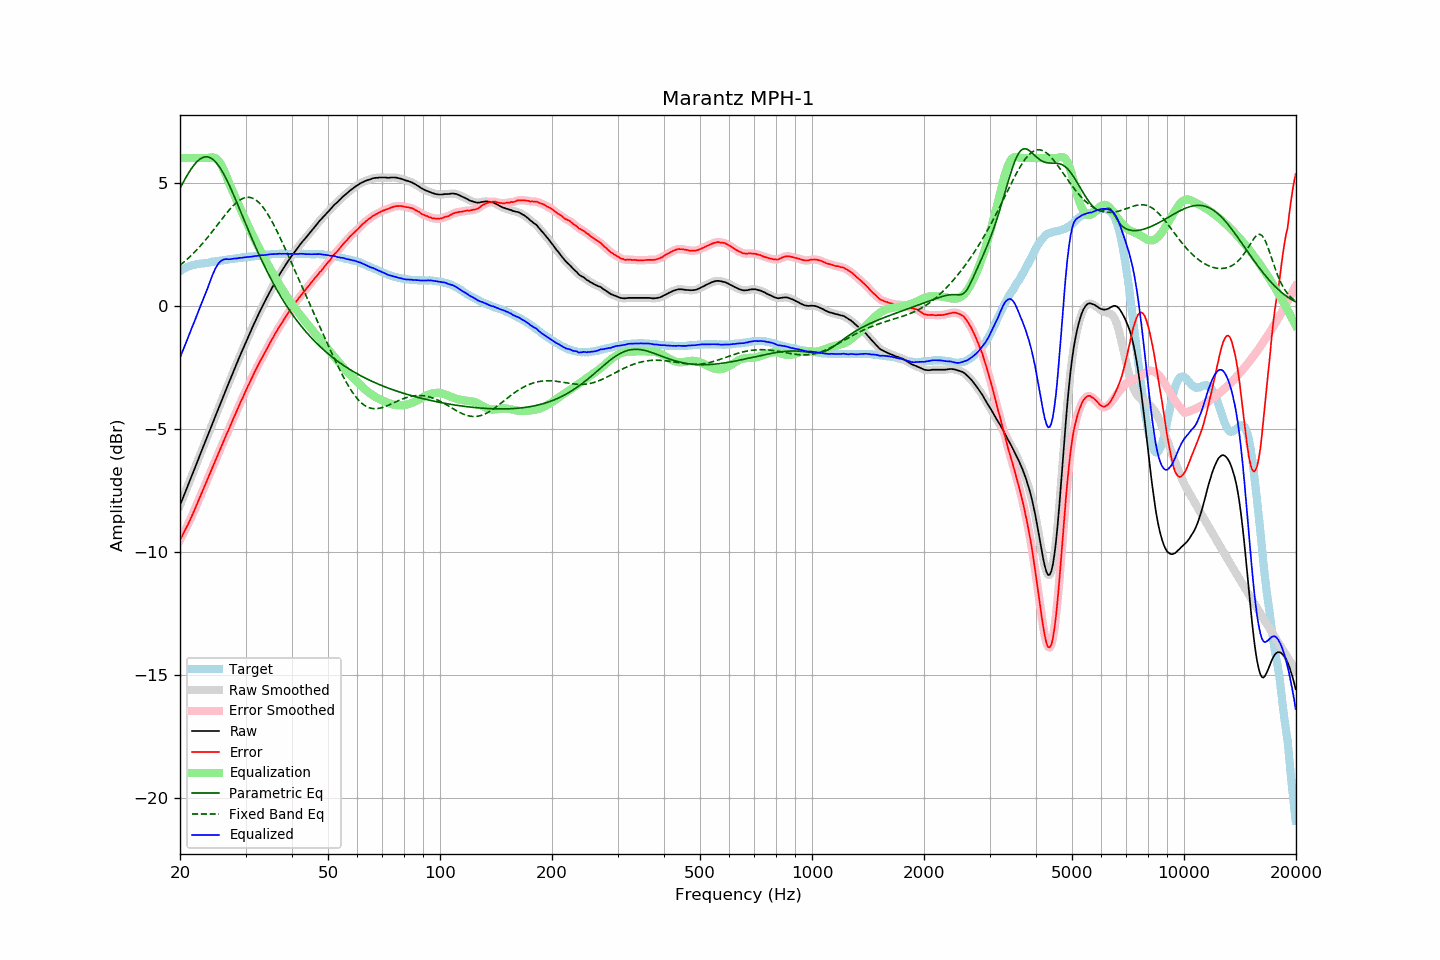 Marantz MPH-1
Amplitude (dBr)
5
0
−5
−10
−15
−20
Target
Raw Smoothed
Error Smoothed
Raw
Error
Equalization
Parametric Eq
Fixed Band Eq
Equalized
20 50 100 200 500 1000 2000 5000 10000 20000
Frequency (Hz)